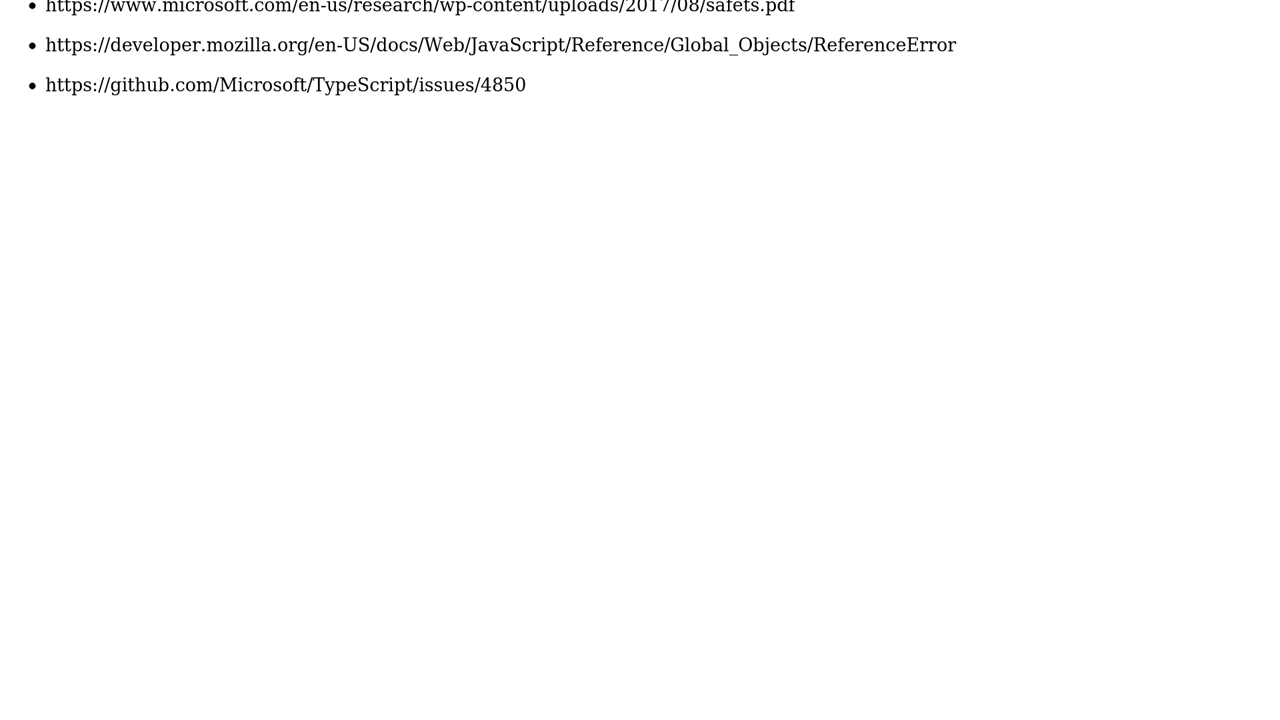 • https://www.microsoft.com/en-us/research/wp-content/uploads/2017/08/safets.pdf
• https://developer.mozilla.org/en-US/docs/Web/JavaScript/Reference/Global_Objects/ReferenceError
• https://github.com/Microsoft/TypeScript/issues/4850